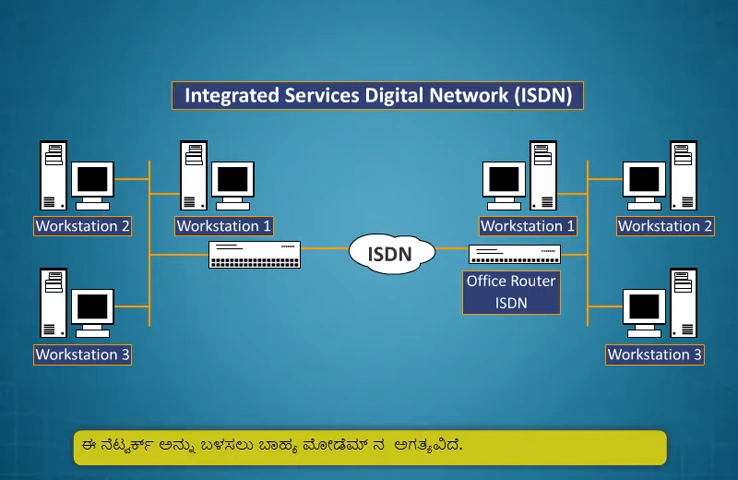 Integrated Services Digital Network (ISDN)
Workstation 2
Workstation 1
Workstation 1
Workstation 2
ISDN
Office Router
ISDN
Workstation 3
Workstation 3
ಈ ನೆಟ್ವರ್ಕ್ ಅನ್ನು ಬಳಸಲು ಬಾಹ್ಯ ಮೋಡೆಮ್ ನ ಅಗತ್ಯವಿದೆ.